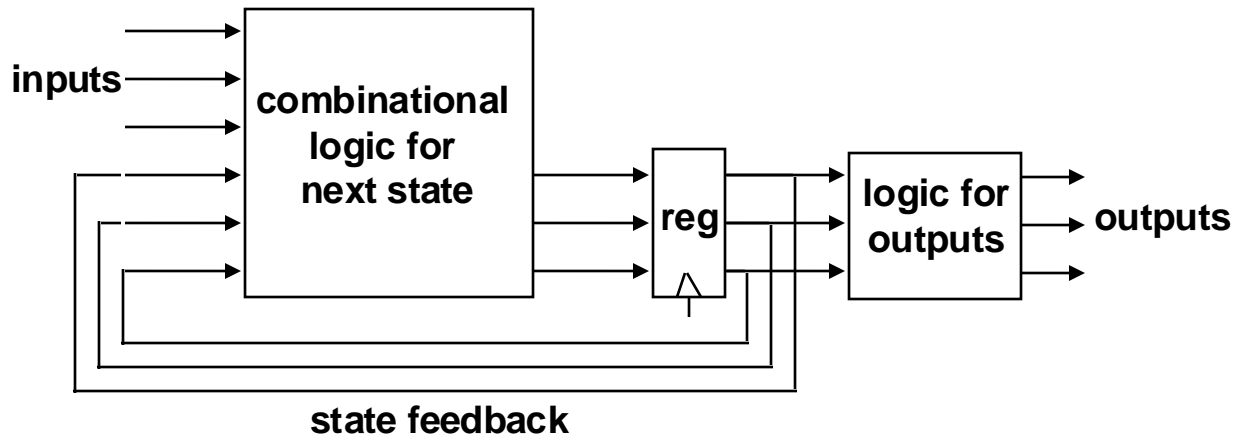 inputs
combinational
logic for
next state
reg
logic for
outputs
outputs
state feedback